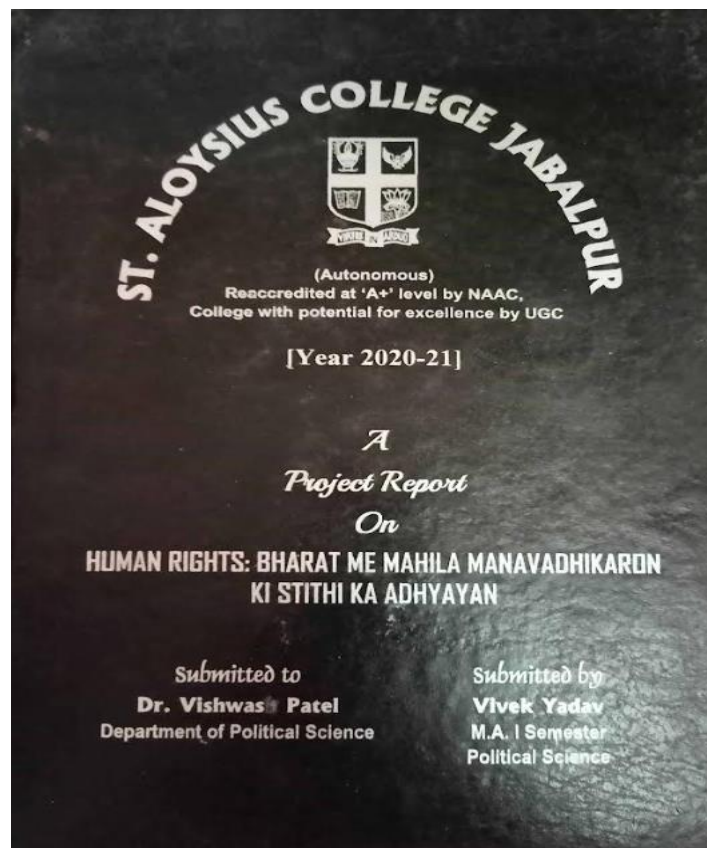 ST. ALOYSIUS COLLEGE JABALPUR
(Autonomous)
Reaccredited at 'A+' level by NAAC,
College with potential for excellence by UGC
[Year 2020-21]
A
Project Report
On
HUMAN RIGHTS: BHARAT ME MAHILA MANAVADHIKARON
KI STITHI KA ADHYAYAN
Submitted to
Dr. Vishwas Patel
Department of Political Science
Submitted by
Vivek Yadav
M.A. I Semester
Political Science